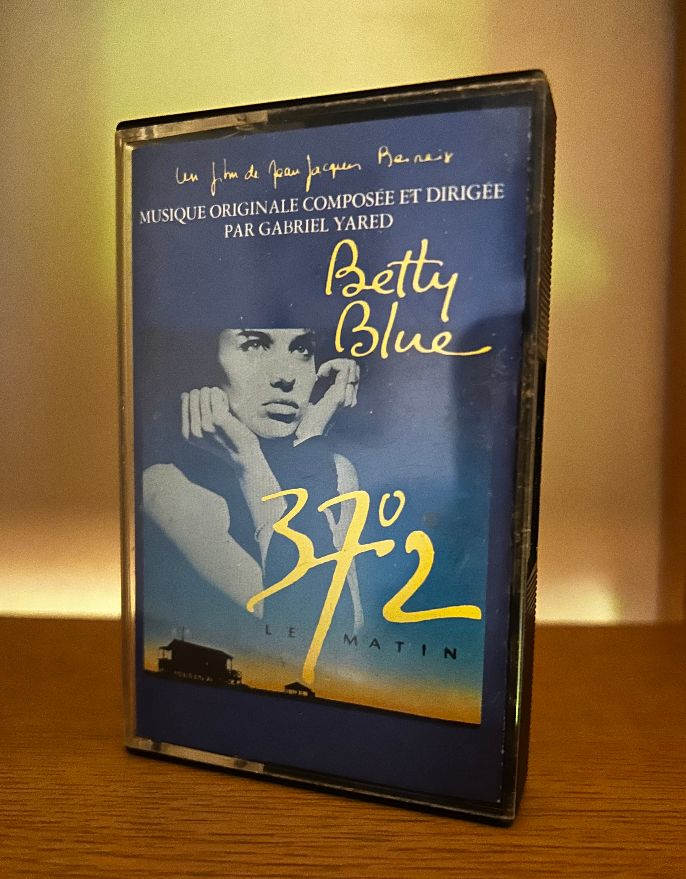 un film de Jean Jacques Beineix
MUSIQUE ORIGINALE COMPOSÉE ET DIRIGÉE
PAR GABRIEL YARED
Betty
Blue
37°2
LE MATIN